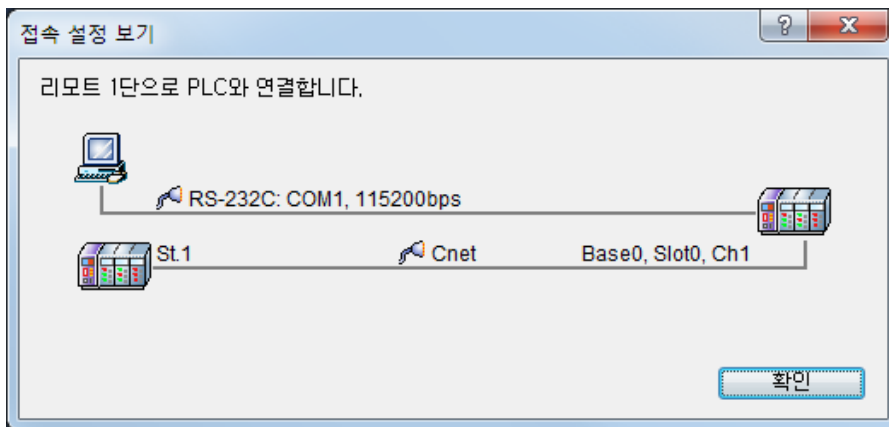 접속 설정 보기
리모트 1단으로 PLC와 연결합니다.
RS-232C: COM1, 115200bps
St.1 Cnet Base0, Slot0, Ch1
확인